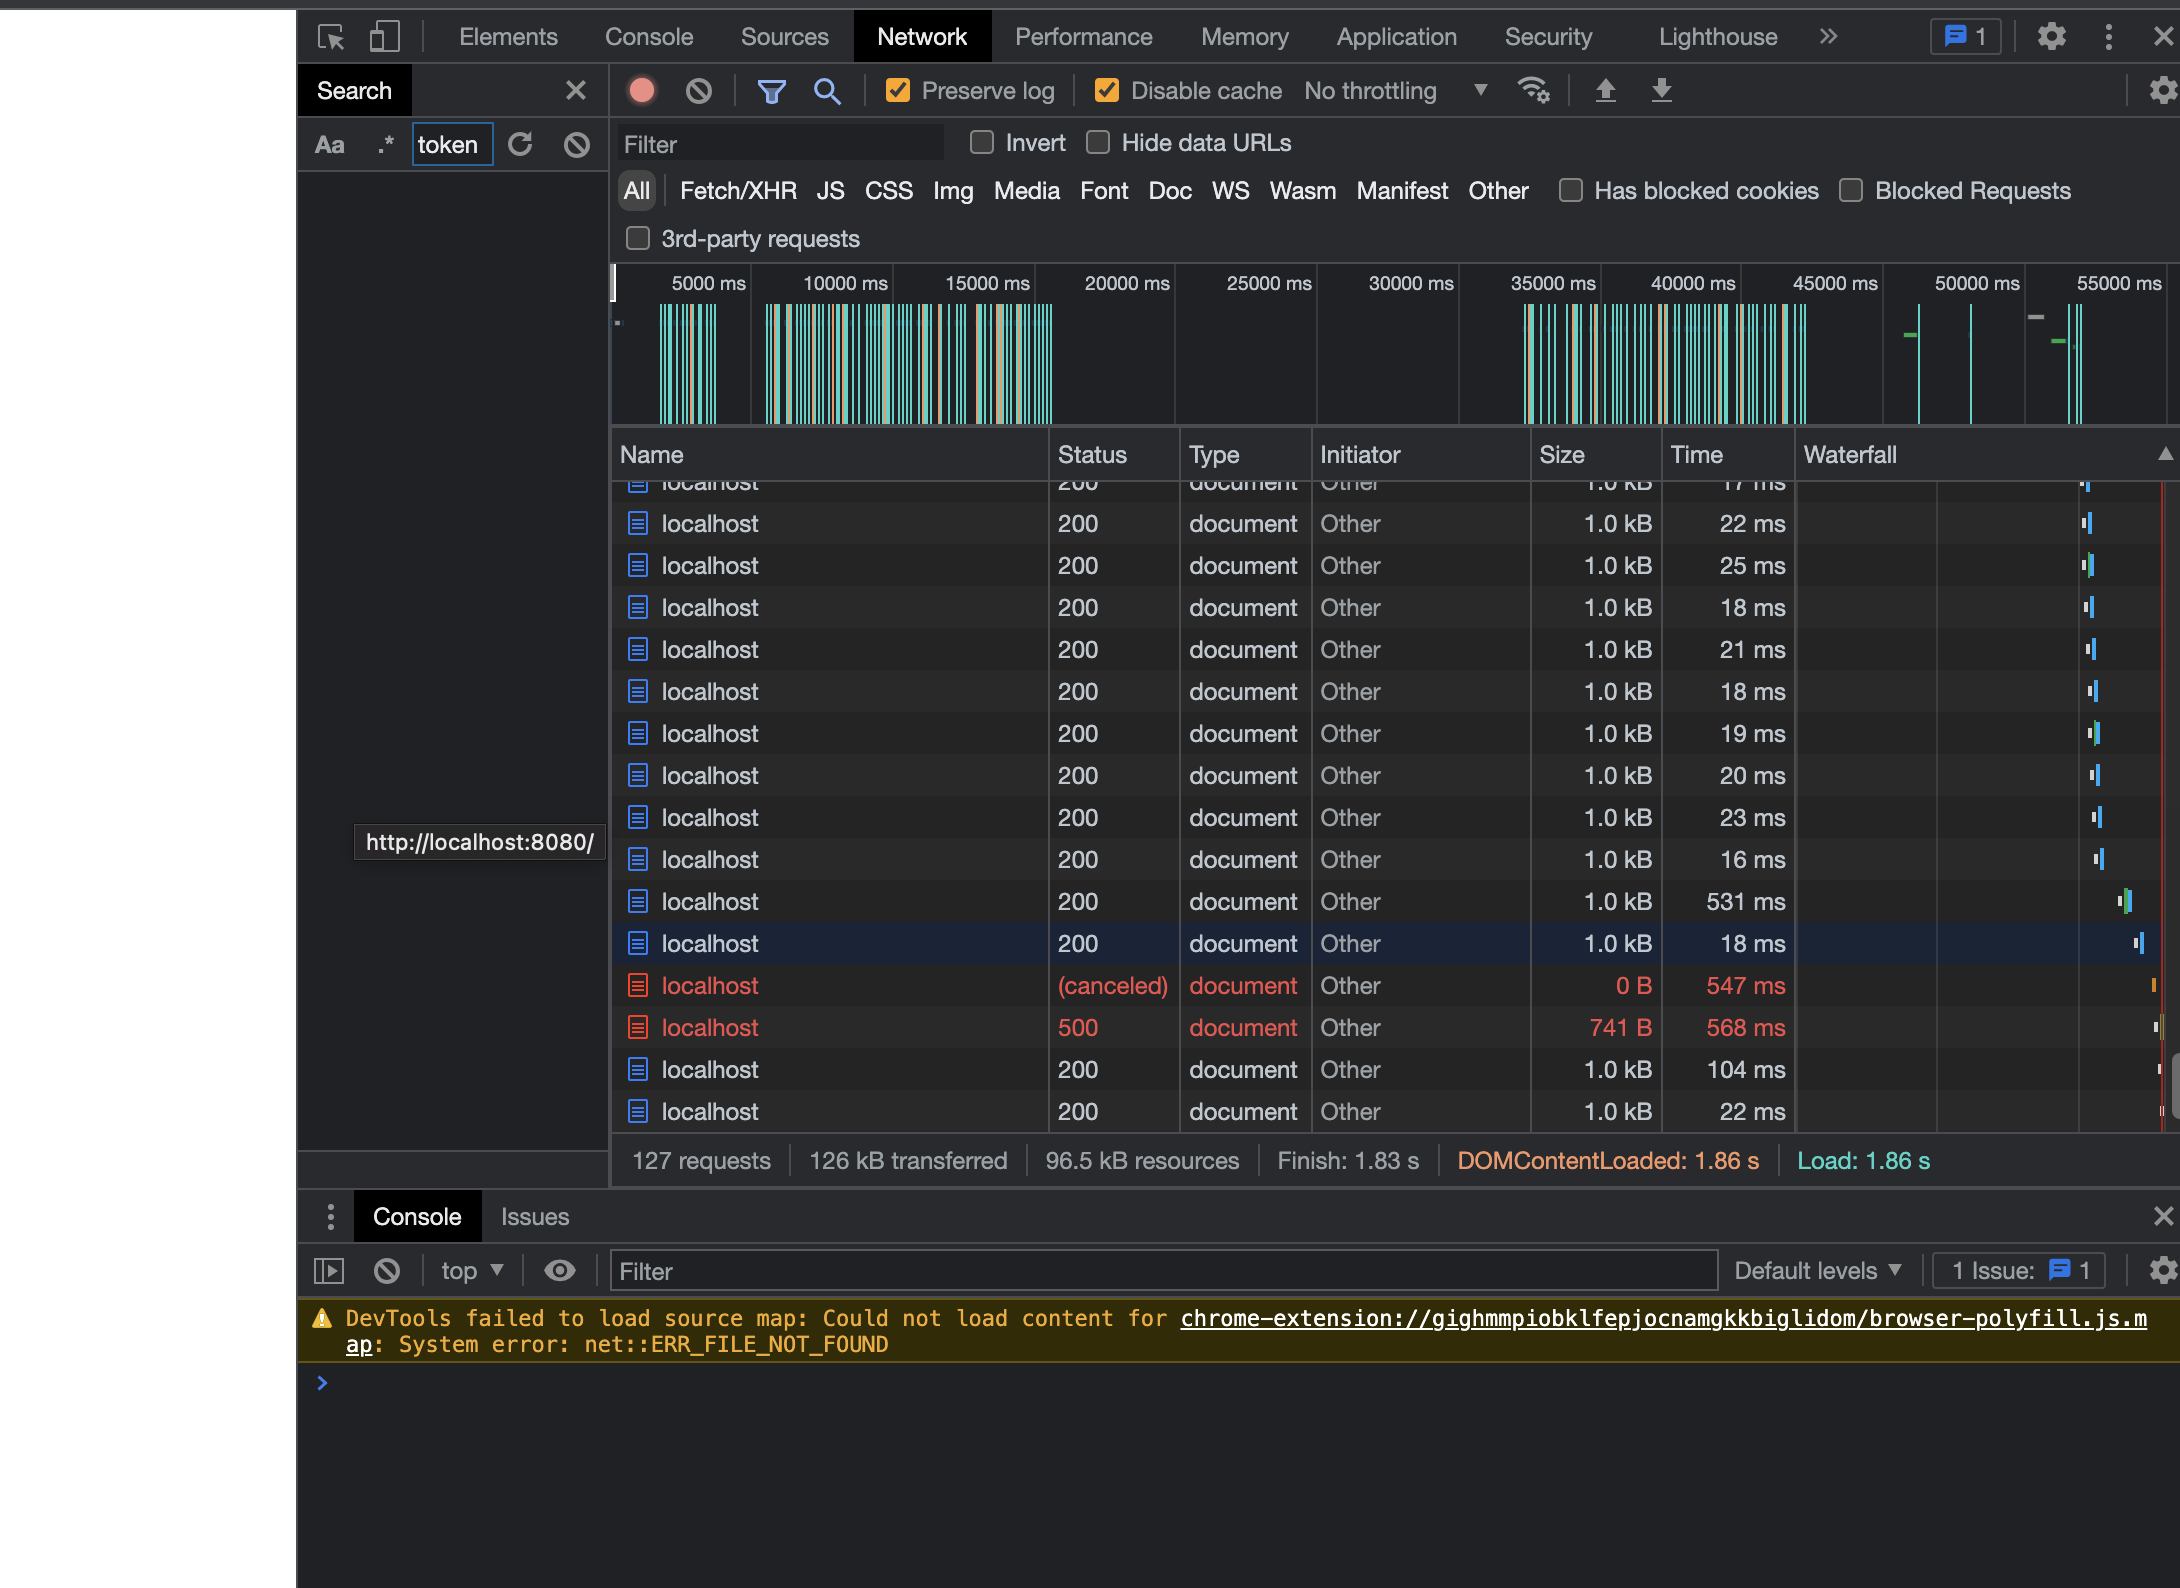 Elements Console Sources Network Performance Memory Application Security Lighthouse » 1
Search
Preserve log Disable cache No throttling
Aa .* token
Filter Invert Hide data URLs
All Fetch/XHR JS CSS Img Media Font Doc WS Wasm Manifest Other Has blocked cookies Blocked Requests
3rd-party requests
5000 ms 10000 ms 15000 ms 20000 ms 25000 ms 30000 ms 35000 ms 40000 ms 45000 ms 50000 ms 55000 ms
Name Status Type Initiator Size Time Waterfall
localhost 200 document Other 1.0 kB 17 ms
localhost 200 document Other 1.0 kB 22 ms
localhost 200 document Other 1.0 kB 25 ms
localhost 200 document Other 1.0 kB 18 ms
localhost 200 document Other 1.0 kB 21 ms
localhost 200 document Other 1.0 kB 18 ms
localhost 200 document Other 1.0 kB 19 ms
localhost 200 document Other 1.0 kB 20 ms
localhost 200 document Other 1.0 kB 23 ms
http://localhost:8080/
localhost 200 document Other 1.0 kB 16 ms
localhost 200 document Other 1.0 kB 531 ms
localhost 200 document Other 1.0 kB 18 ms
localhost (canceled) document Other 0 B 547 ms
localhost 500 document Other 741 B 568 ms
localhost 200 document Other 1.0 kB 104 ms
localhost 200 document Other 1.0 kB 22 ms
127 requests 126 kB transferred 96.5 kB resources Finish: 1.83 s DOMContentLoaded: 1.86 s Load: 1.86 s
Console Issues
top Filter Default levels 1 Issue: 1
DevTools failed to load source map: Could not load content for chrome-extension://gighmmpiobklfepjocnamgkkbiglidom/browser-polyfill.js.m
ap: System error: net::ERR_FILE_NOT_FOUND